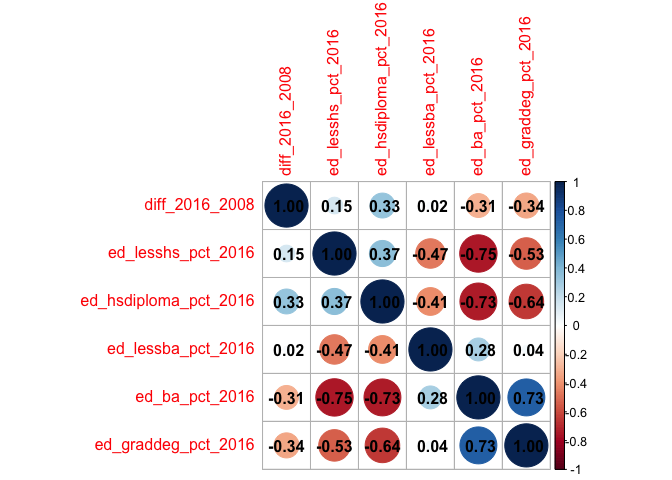 diff_2016_2008
ed_lesshs_pct_2016
ed_hsdiploma_pct_2016
ed_lessba_pct_2016
ed_ba_pct_2016
ed_graddeg_pct_2016
diff_2016_2008 1.00 0.15 0.33 0.02 -0.31 -0.34
ed_lesshs_pct_2016 0.15 1.00 0.37 -0.47 -0.75 -0.53
ed_hsdiploma_pct_2016 0.33 0.37 1.00 -0.41 -0.73 -0.64
ed_lessba_pct_2016 0.02 -0.47 -0.41 1.00 0.28 0.04
ed_ba_pct_2016 -0.31 -0.75 -0.73 0.28 1.00 0.73
ed_graddeg_pct_2016 -0.34 -0.53 -0.64 0.04 0.73 1.00
1
0.8
0.6
0.4
0.2
0
-0.2
-0.4
-0.6
-0.8
-1